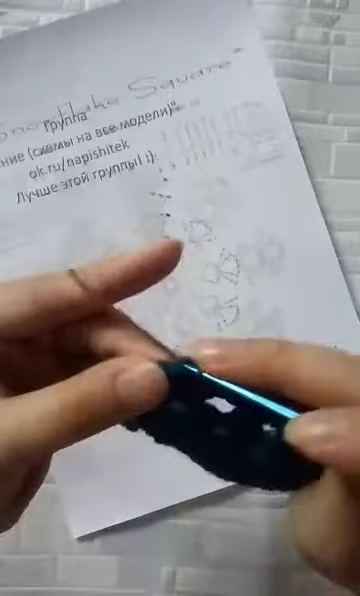 Snowflake Square
Группа
ние (схемы на все модели)"
ok.ru/napishitek
Лучше этой группы! :)